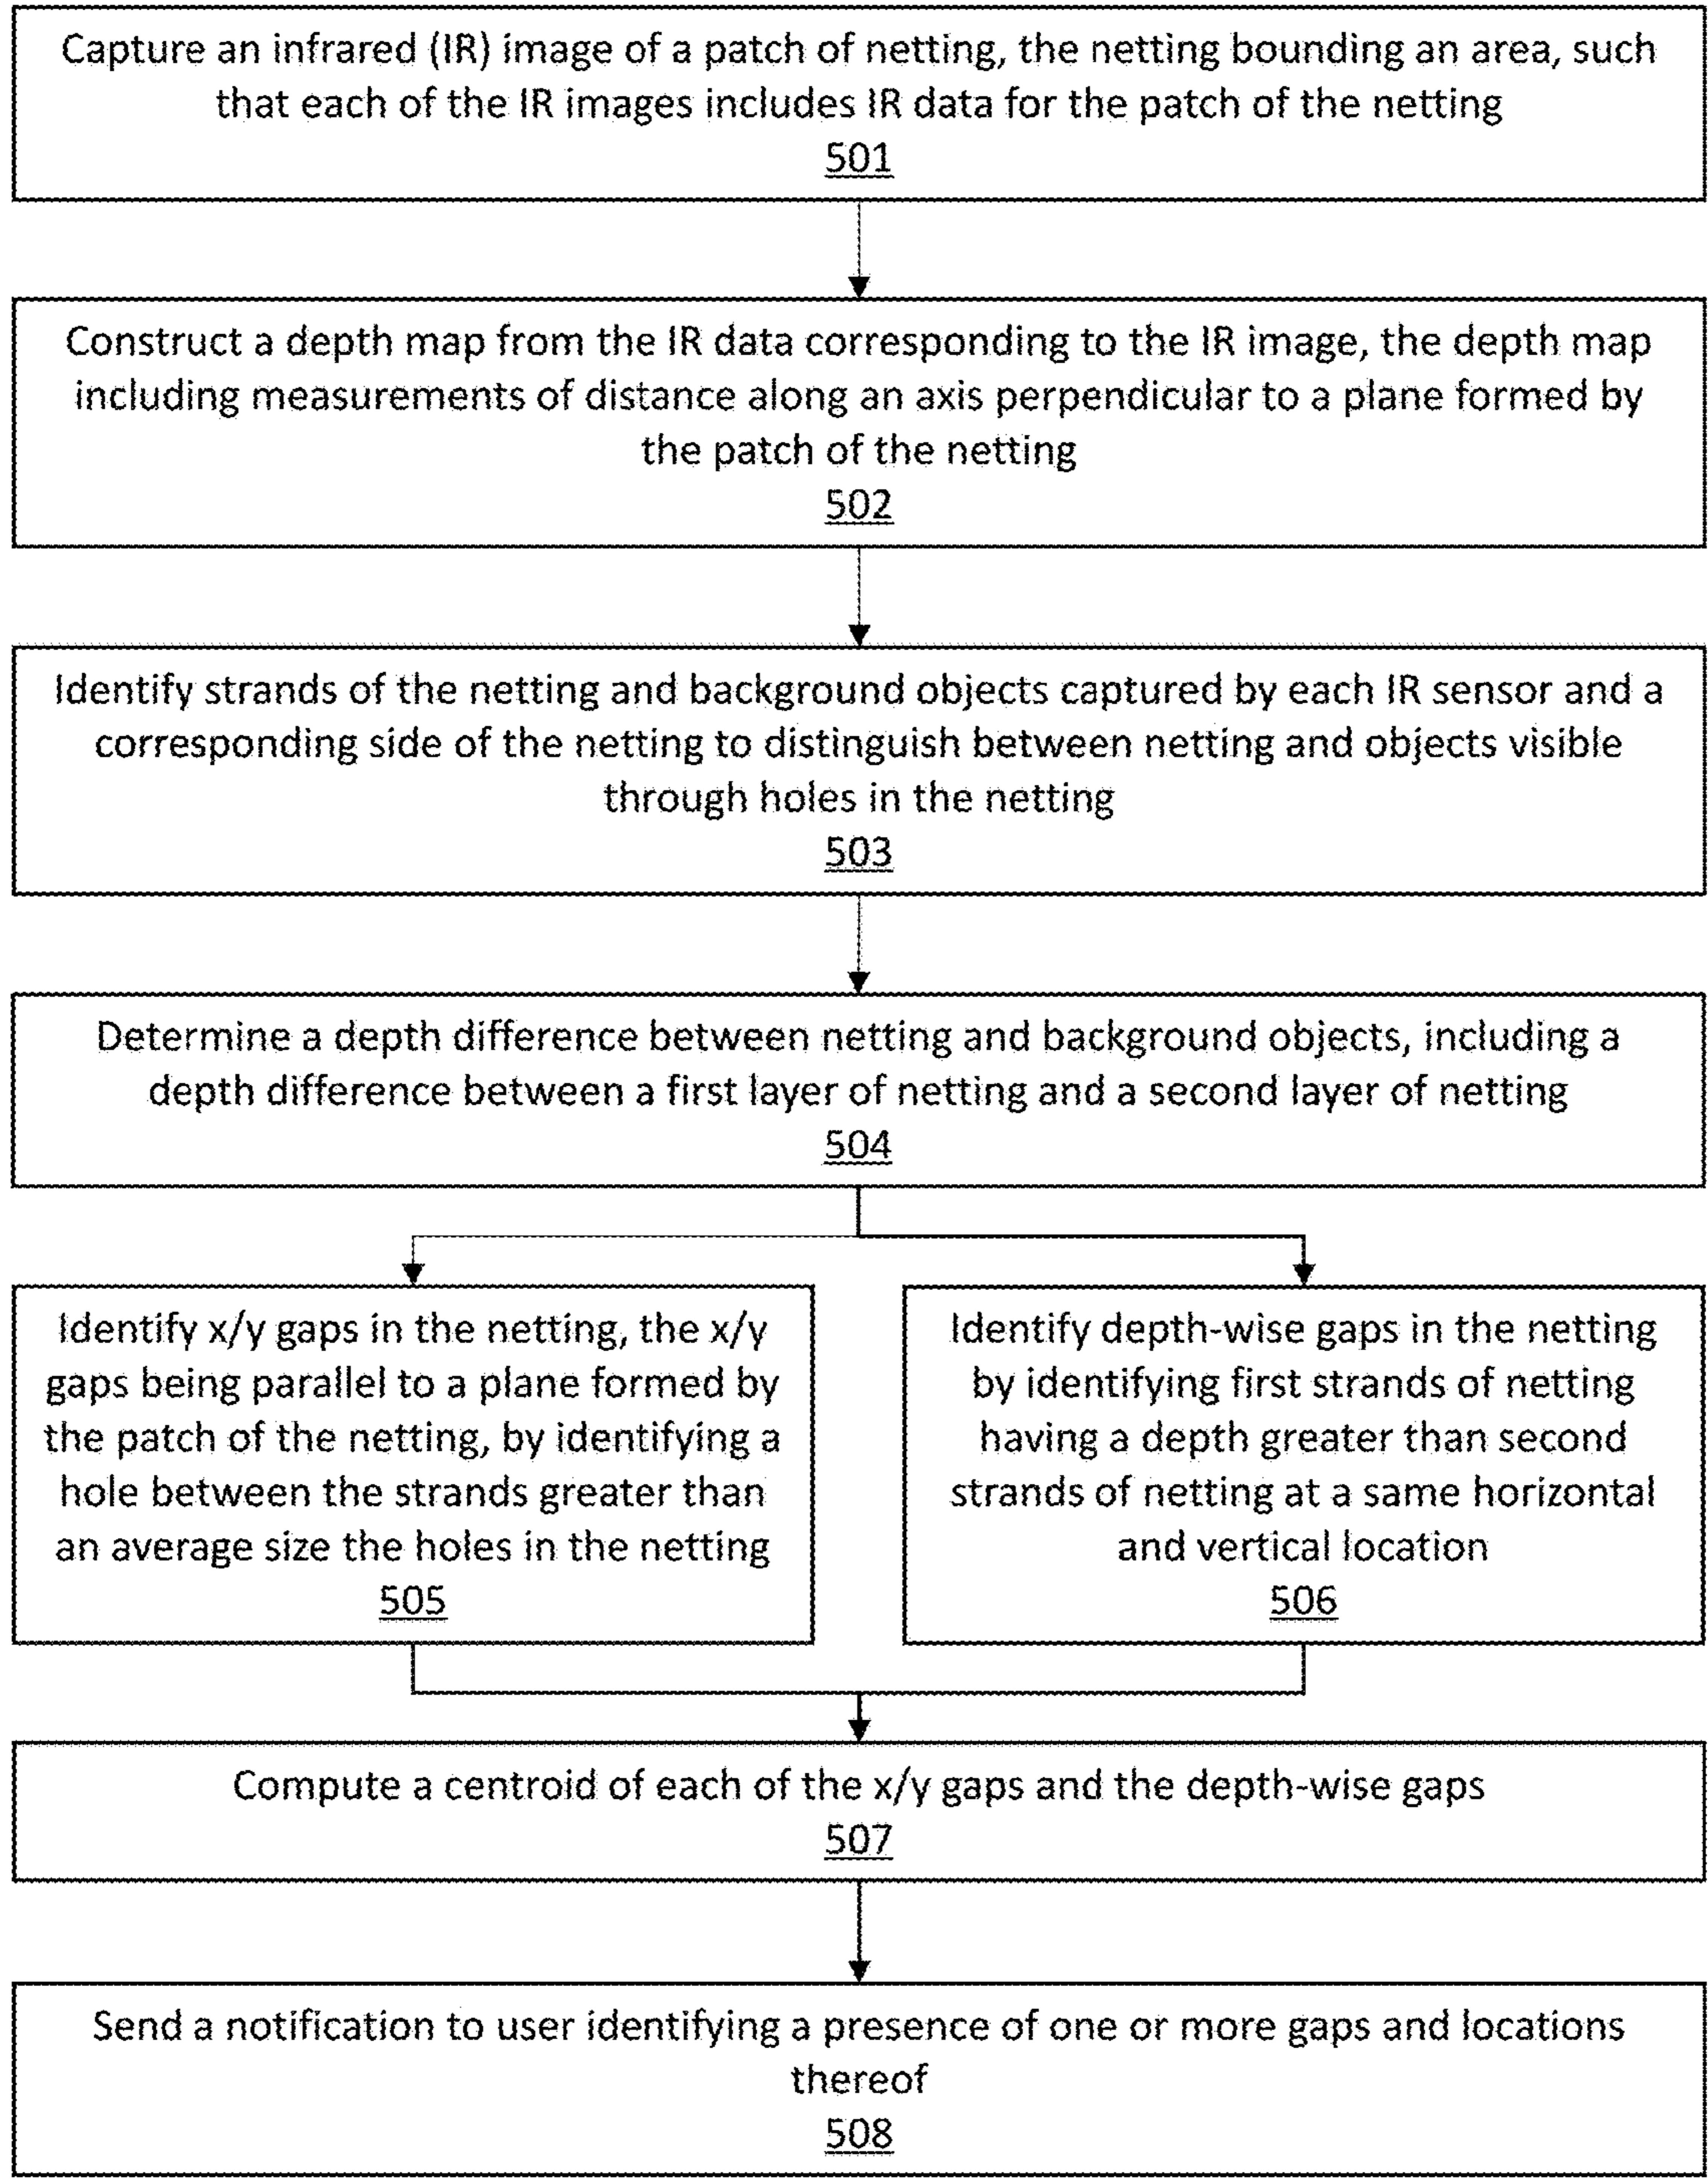 Capture an infrared (IR) image of a patch of netting, the netting bounding an area, such
that each of the IR images includes IR data for the patch of the netting
501
Construct a depth map from the IR data corresponding to the IR image, the depth map
including measurements of distance along an axis perpendicular to a plane formed by
the patch of the netting
502
Identify strands of the netting and background objects captured by each IR sensor and a
corresponding side of the netting to distinguish between netting and objects visible
through holes in the netting
503
Determine a depth difference between netting and background objects, including a
depth difference between a first layer of netting and a second layer of netting
504
Identify x/y gaps in the netting, the x/y
gaps being parallel to a plane formed by
the patch of the netting, by identifying a
hole between the strands greater than
an average size the holes in the netting
505
Identify depth-wise gaps in the netting
by identifying first strands of netting
having a depth greater than second
strands of netting at a same horizontal
and vertical location
506
Compute a centroid of each of the x/y gaps and the depth-wise gaps
507
Send a notification to user identifying a presence of one or more gaps and locations
thereof
508